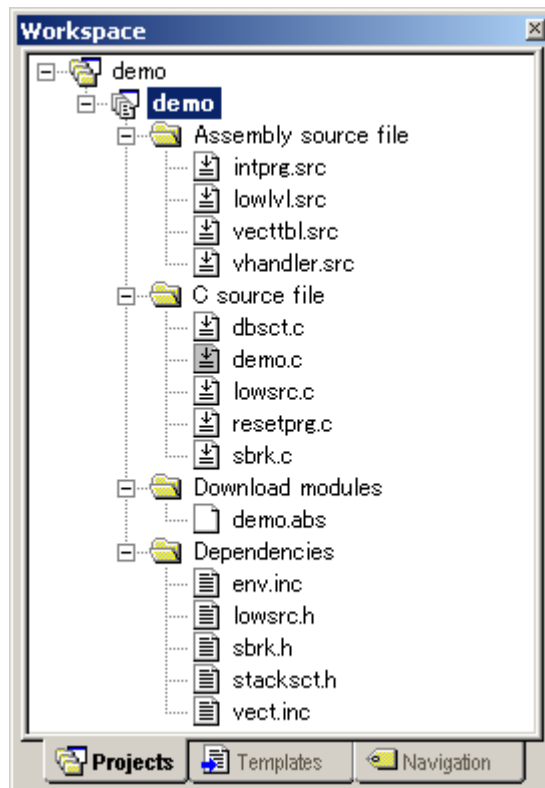 Workspace
demo
demo
Assembly source file
intprg.src
lowlvl.src
vecttbl.src
vhandler.src
C source file
dbsct.c
demo.c
lowsrc.c
resetprg.c
sbrk.c
Download modules
demo.abs
Dependencies
env.inc
lowsrc.h
sbrk.h
stacksct.h
vect.inc
Projects Templates Navigation